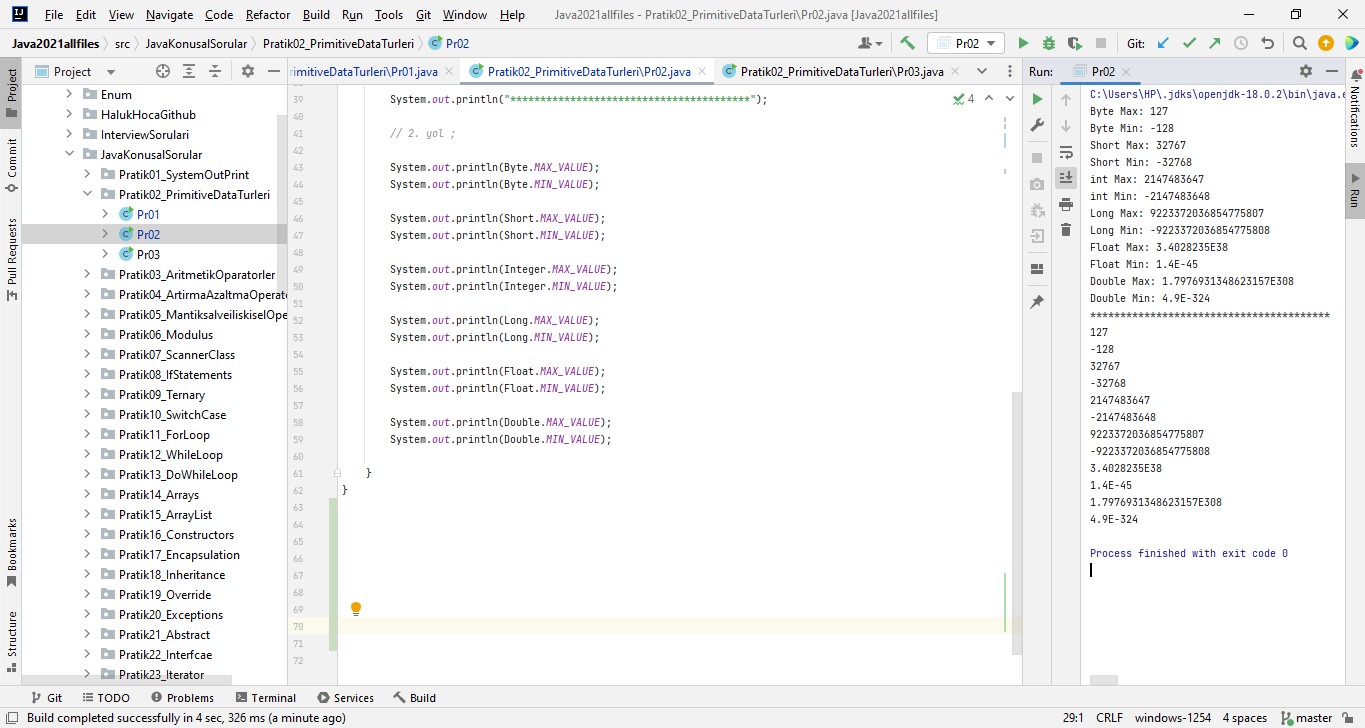 File Edit View Navigate Code Refactor Build Run Tools Git Window Help Java2021allfiles - Pratik02_PrimitiveDataTurleri\Pr02.java [Java2021allfiles]
Java2021allfiles src JavaKonusalSorular Pratik02_PrimitiveDataTurleri Pr02 Pr02 Git:
Project
Commit
Pull Requests
Bookmarks
Structure
Project
Enum
HalukHocaGithub
InterviewSorulari
JavaKonusalSorular
Pratik01_SystemOutPrint
Pratik02_PrimitiveDataTurleri
Pr01
Pr02
Pr03
Pratik03_AritmetikOparatorler
Pratik04_ArtirmaAzaltmaOperat
Pratik05_MantiksalveiliskiselOpe
Pratik06_Modulus
Pratik07_ScannerClass
Pratik08_IfStatements
Pratik09_Ternary
Pratik10_SwitchCase
Pratik11_ForLoop
Pratik12_WhileLoop
Pratik13_DoWhileLoop
Pratik14_Arrays
Pratik15_ArrayList
Pratik16_Constructors
Pratik17_Encapsulation
Pratik18_Inheritance
Pratik19_Override
Pratik20_Exceptions
Pratik21_Abstract
Pratik22_Interfcae
Pratik23_Iterator
rimitiveDataTurleri\Pr01.java Pratik02_PrimitiveDataTurleri\Pr02.java Pratik02_PrimitiveDataTurleri\Pr03.java
4
39 System.out.println("****************************************");
40
41 // 2. yol ;
42
43 System.out.println(Byte.MAX_VALUE);
44 System.out.println(Byte.MIN_VALUE);
45
46 System.out.println(Short.MAX_VALUE);
47 System.out.println(Short.MIN_VALUE);
48
49 System.out.println(Integer.MAX_VALUE);
50 System.out.println(Integer.MIN_VALUE);
51
52 System.out.println(Long.MAX_VALUE);
53 System.out.println(Long.MIN_VALUE);
54
55 System.out.println(Float.MAX_VALUE);
56 System.out.println(Float.MIN_VALUE);
57
58 System.out.println(Double.MAX_VALUE);
59 System.out.println(Double.MIN_VALUE);
60
61 }
62 }
63
64
65
66
67
68
69
70
71
72
Run: Pr02
C:\Users\HP\.jdks\openjdk-18.0.2\bin\java.e
Byte Max: 127
Byte Min: -128
Short Max: 32767
Short Min: -32768
int Max: 2147483647
int Min: -2147483648
Long Max: 9223372036854775807
Long Min: -9223372036854775808
Float Max: 3.4028235E38
Float Min: 1.4E-45
Double Max: 1.7976931348623157E308
Double Min: 4.9E-324
****************************************
127
-128
32767
-32768
2147483647
-2147483648
9223372036854775807
-9223372036854775808
3.4028235E38
1.4E-45
1.7976931348623157E308
4.9E-324
Process finished with exit code 0
Notifications
Run
Git TODO Problems Terminal Services Build
Build completed successfully in 4 sec, 326 ms (a minute ago) 29:1 CRLF windows-1254 4 spaces master